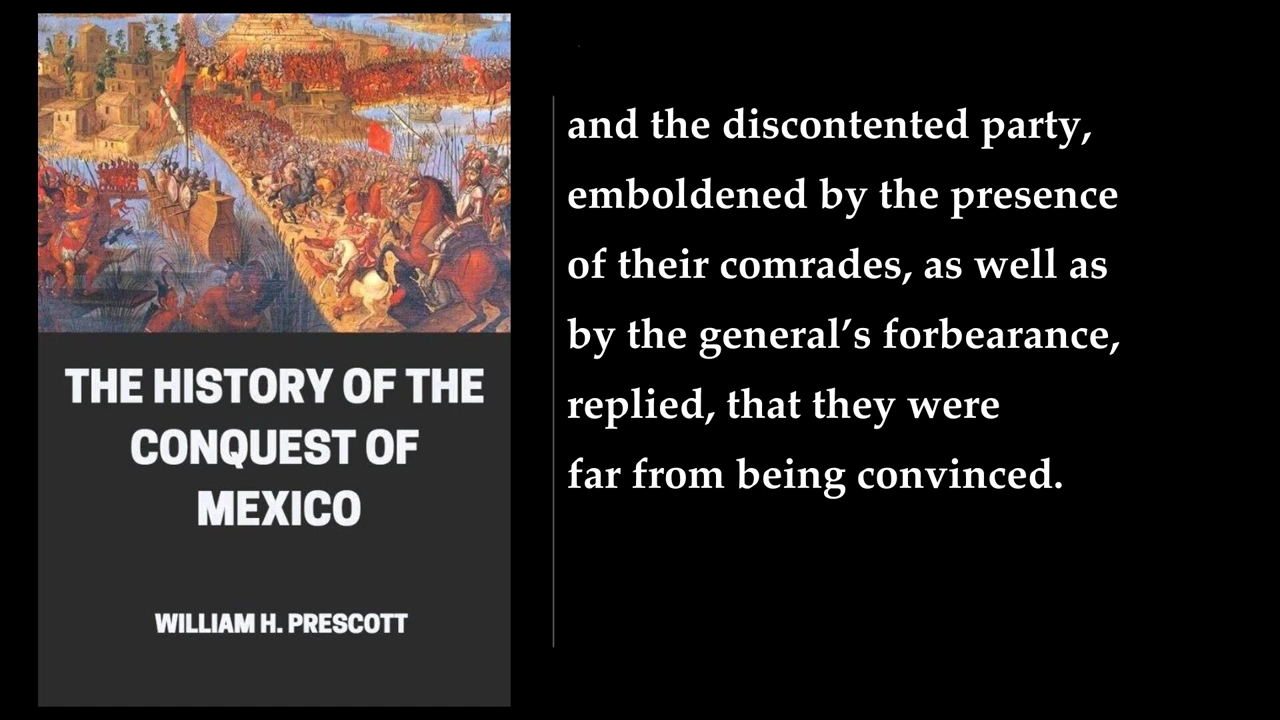 THE HISTORY OF THE
CONQUEST OF
MEXICO
WILLIAM H. PRESCOTT
and the discontented party,
emboldened by the presence
of their comrades, as well as
by the general’s forbearance,
replied, that they were
far from being convinced.